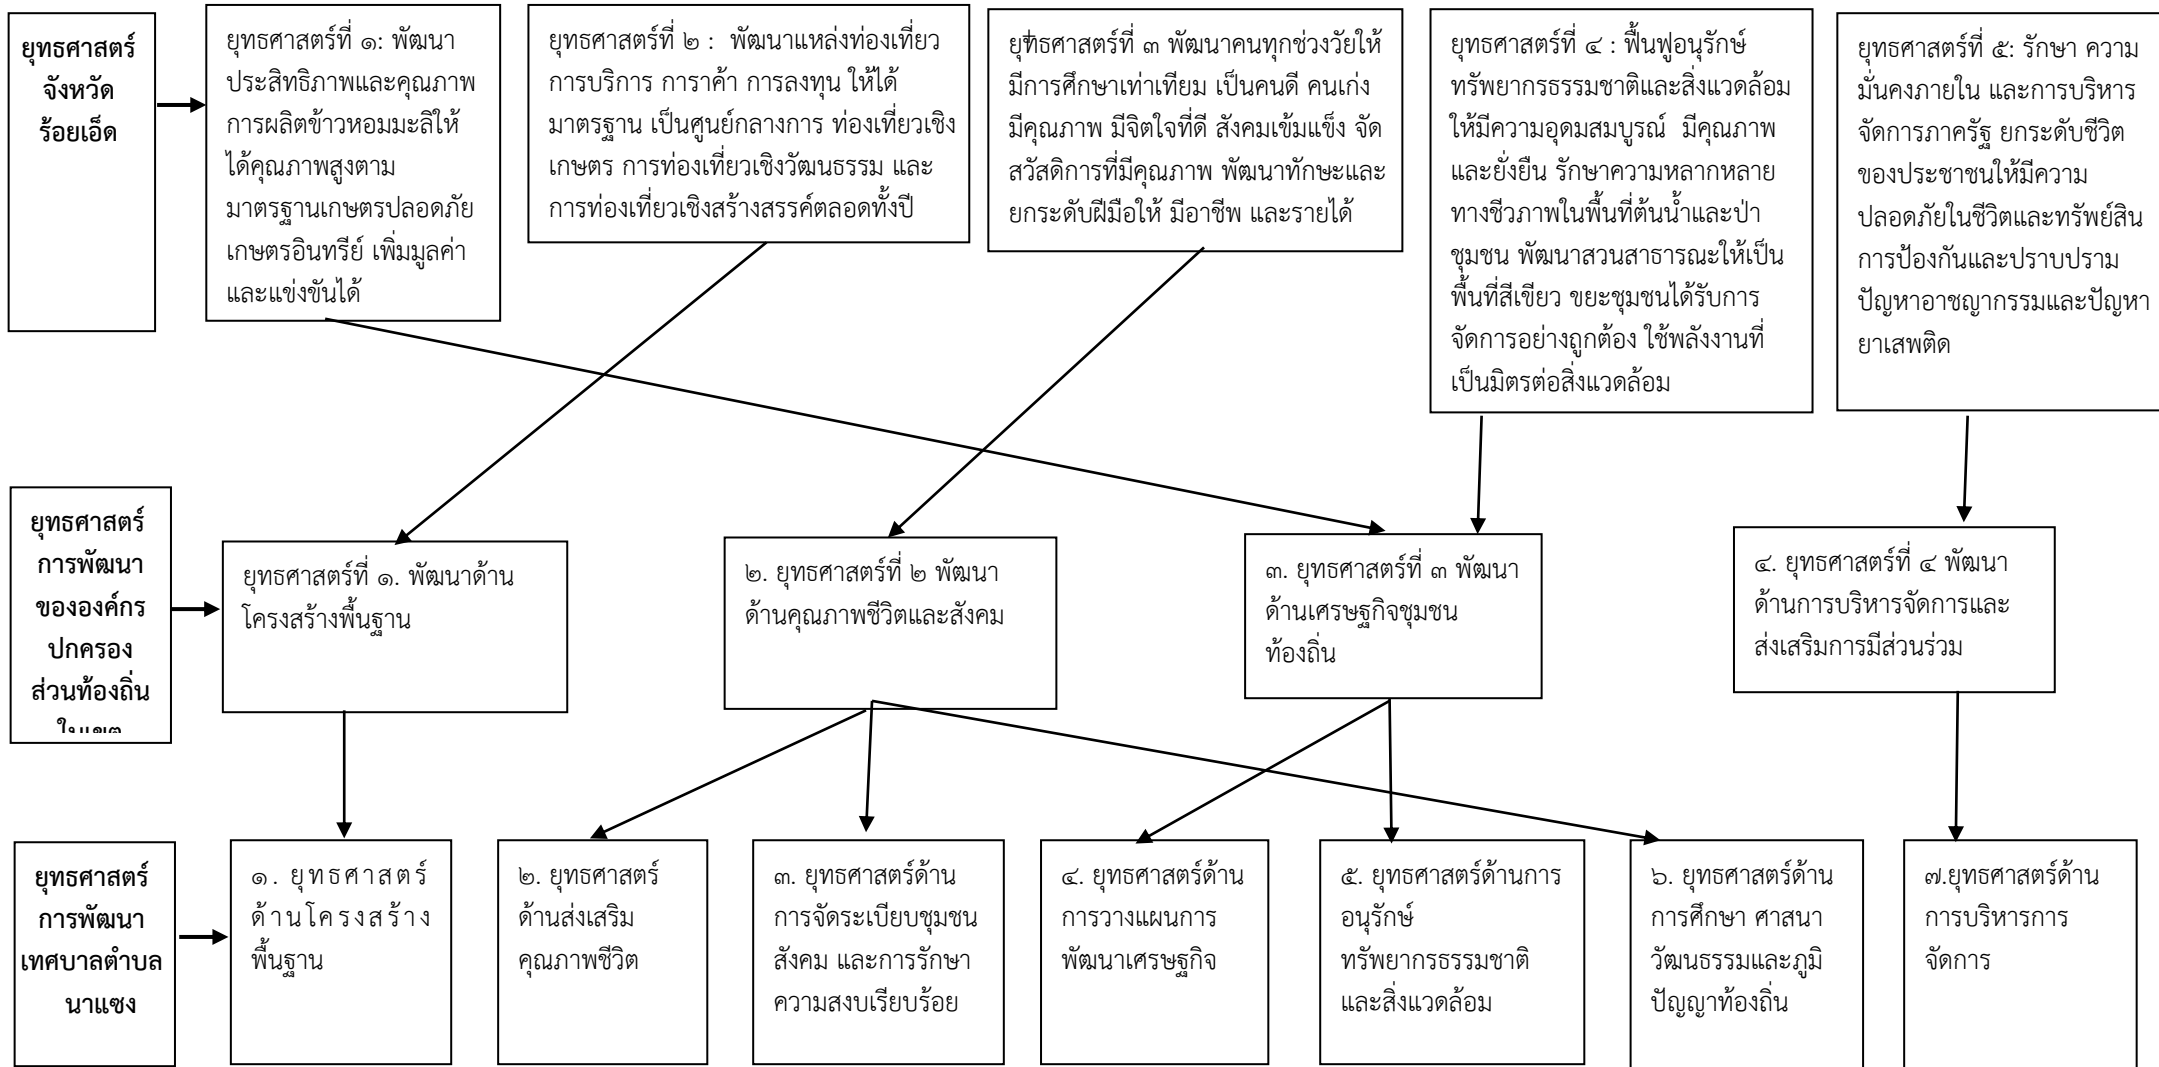 ยุทธศาสตร์
จังหวัด
ร้อยเอ็ด
ยุทธศาสตร์ที่ ๑: พัฒนา
ประสิทธิภาพและคุณภาพ
การผลิตข้าวหอมมะลิให้
ได้คุณภาพสูงตาม
มาตรฐานเกษตรปลอดภัย
เกษตรอินทรีย์ เพิ่มมูลค่า
และแข่งขันได้
ยุทธศาสตร์ที่ ๒ : พัฒนาแหล่งท่องเที่ยว
การบริการ การาค้า การลงทุน ให้ได้
มาตรฐาน เป็นศูนย์กลางการ ท่องเที่ยวเชิง
เกษตร การท่องเที่ยวเชิงวัฒนธรรม และ
การท่องเที่ยวเชิงสร้างสรรค์ตลอดทั้งปี
ยุทธศาสตร์ที่ ๓ พัฒนาคนทุกช่วงวัยให้
มีการศึกษาเท่าเทียม เป็นคนดี คนเก่ง
มีคุณภาพ มีจิตใจที่ดี สังคมเข้มแข็ง จัด
สวัสดิการที่มีคุณภาพ พัฒนาทักษะและ
ยกระดับฝีมือให้ มีอาชีพ และรายได้
ยุทธศาสตร์ที่ ๔ : ฟื้นฟูอนุรักษ์
ทรัพยากรธรรมชาติและสิ่งแวดล้อม
ให้มีความอุดมสมบูรณ์ มีคุณภาพ
และยั่งยืน รักษาความหลากหลาย
ทางชีวภาพในพื้นที่ต้นน้ำและป่า
ชุมชน พัฒนาสวนสาธารณะให้เป็น
พื้นที่สีเขียว ขยะชุมชนได้รับการ
จัดการอย่างถูกต้อง ใช้พลังงานที่
เป็นมิตรต่อสิ่งแวดล้อม
ยุทธศาสตร์ที่ ๕: รักษา ความ
มั่นคงภายใน และการบริหาร
จัดการภาครัฐ ยกระดับชีวิต
ของประชาชนให้มีความ
ปลอดภัยในชีวิตและทรัพย์สิน
การป้องกันและปราบปราม
ปัญหาอาชญากรรมและปัญหา
ยาเสพติด
ยุทธศาสตร์
การพัฒนา
ขององค์กร
ปกครอง
ส่วนท้องถิ่น
ในเขต
ยุทธศาสตร์ที่ ๑. พัฒนาด้าน
โครงสร้างพื้นฐาน
๒. ยุทธศาสตร์ที่ ๒ พัฒนา
ด้านคุณภาพชีวิตและสังคม
๓. ยุทธศาสตร์ที่ ๓ พัฒนา
ด้านเศรษฐกิจชุมชน
ท้องถิ่น
๔. ยุทธศาสตร์ที่ ๔ พัฒนา
ด้านการบริหารจัดการและ
ส่งเสริมการมีส่วนร่วม
ยุทธศาสตร์
การพัฒนา
เทศบาลตำบล
นาแซง
๑. ยุทธศาสตร์
ด้านโครงสร้าง
พื้นฐาน
๒. ยุทธศาสตร์
ด้านส่งเสริม
คุณภาพชีวิต
๓. ยุทธศาสตร์ด้าน
การจัดระเบียบชุมชน
สังคม และการรักษา
ความสงบเรียบร้อย
๔. ยุทธศาสตร์ด้าน
การวางแผนการ
พัฒนาเศรษฐกิจ
๕. ยุทธศาสตร์ด้านการ
อนุรักษ์
ทรัพยากรธรรมชาติ
และสิ่งแวดล้อม
๖. ยุทธศาสตร์ด้าน
การศึกษา ศาสนา
วัฒนธรรมและภูมิ
ปัญญาท้องถิ่น
๗.ยุทธศาสตร์ด้าน
การบริหารการ
จัดการ